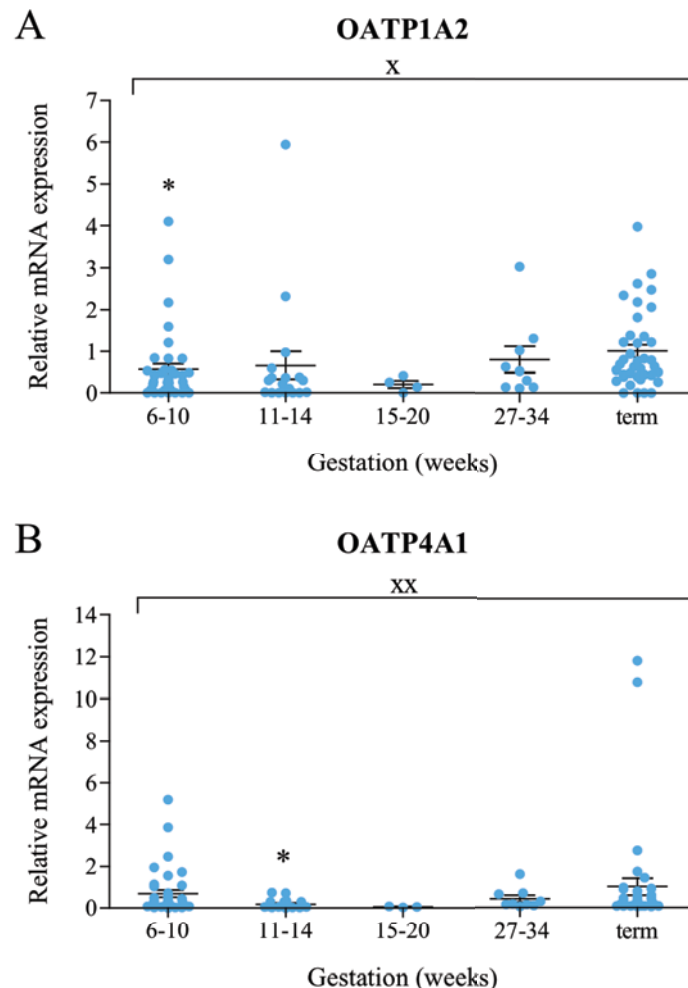 A
OATP1A2
x
Relative mRNA expression
7
6
5
4
3
2
1
0
*
6-10 11-14 15-20 27-34 term
Gestation (weeks)
B
OATP4A1
xx
Relative mRNA expression
14
12
10
8
6
4
2
0
*
6-10 11-14 15-20 27-34 term
Gestation (weeks)